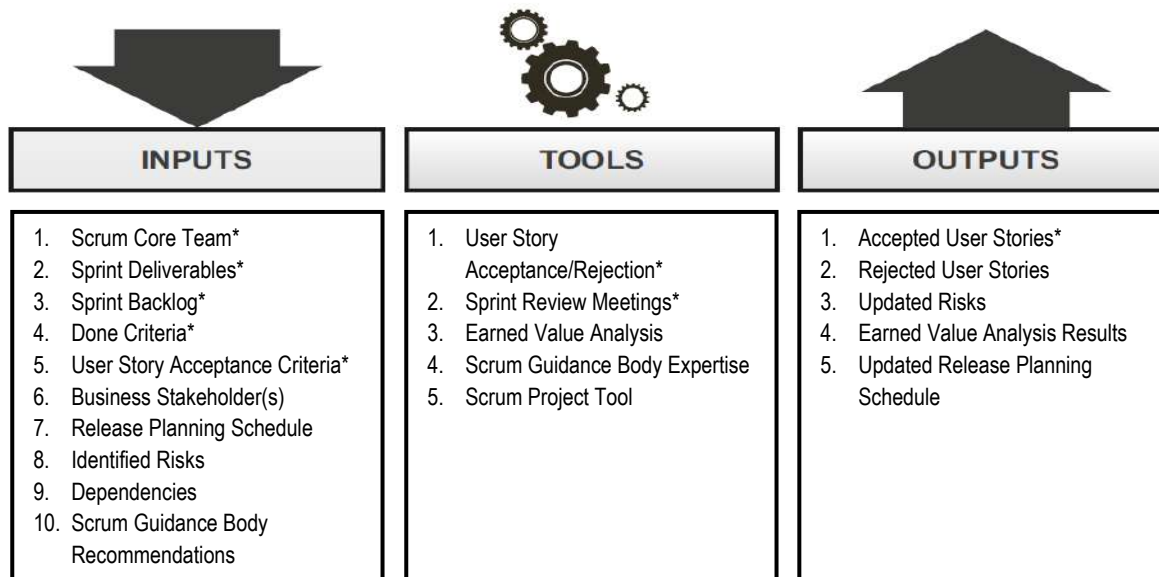 INPUTS
1. Scrum Core Team*
2. Sprint Deliverables*
3. Sprint Backlog*
4. Done Criteria*
5. User Story Acceptance Criteria*
6. Business Stakeholder(s)
7. Release Planning Schedule
8. Identified Risks
9. Dependencies
10. Scrum Guidance Body
Recommendations
TOOLS
1. User Story
Acceptance/Rejection*
2. Sprint Review Meetings*
3. Earned Value Analysis
4. Scrum Guidance Body Expertise
5. Scrum Project Tool
OUTPUTS
1. Accepted User Stories*
2. Rejected User Stories
3. Updated Risks
4. Earned Value Analysis Results
5. Updated Release Planning
Schedule